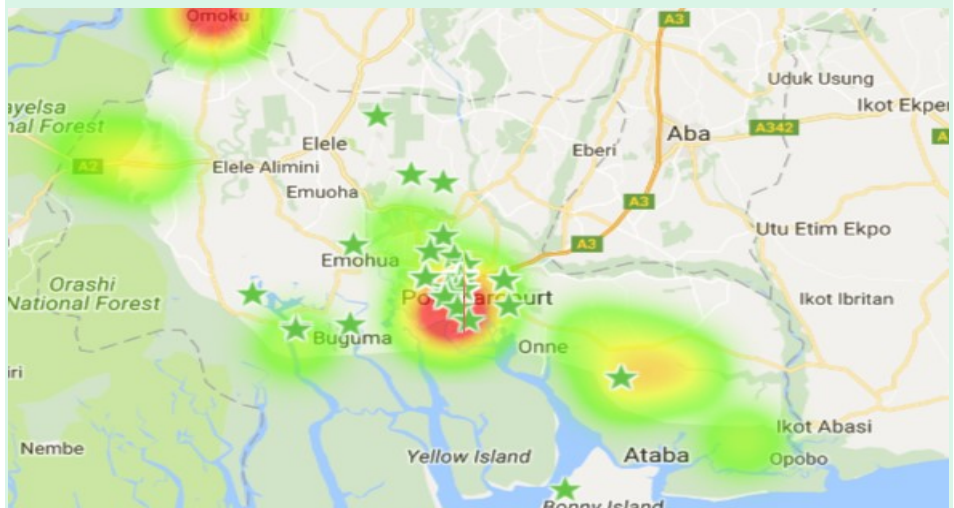 Omoku
A3
Uduk Usung
ayelsa
nal Forest
Ikot Ekpe
Elele
Aba
A342
A2
Elele Alimini
Eberi
Emuoha
A3
Utu Etim Ekpo
A3
Emohua
Orashi
National Forest
Ikot Ibritan
Buguma
Onne
iri
Ikot Abasi
Nembe
Yellow Island
Ataba
Opobo
Bonny Island